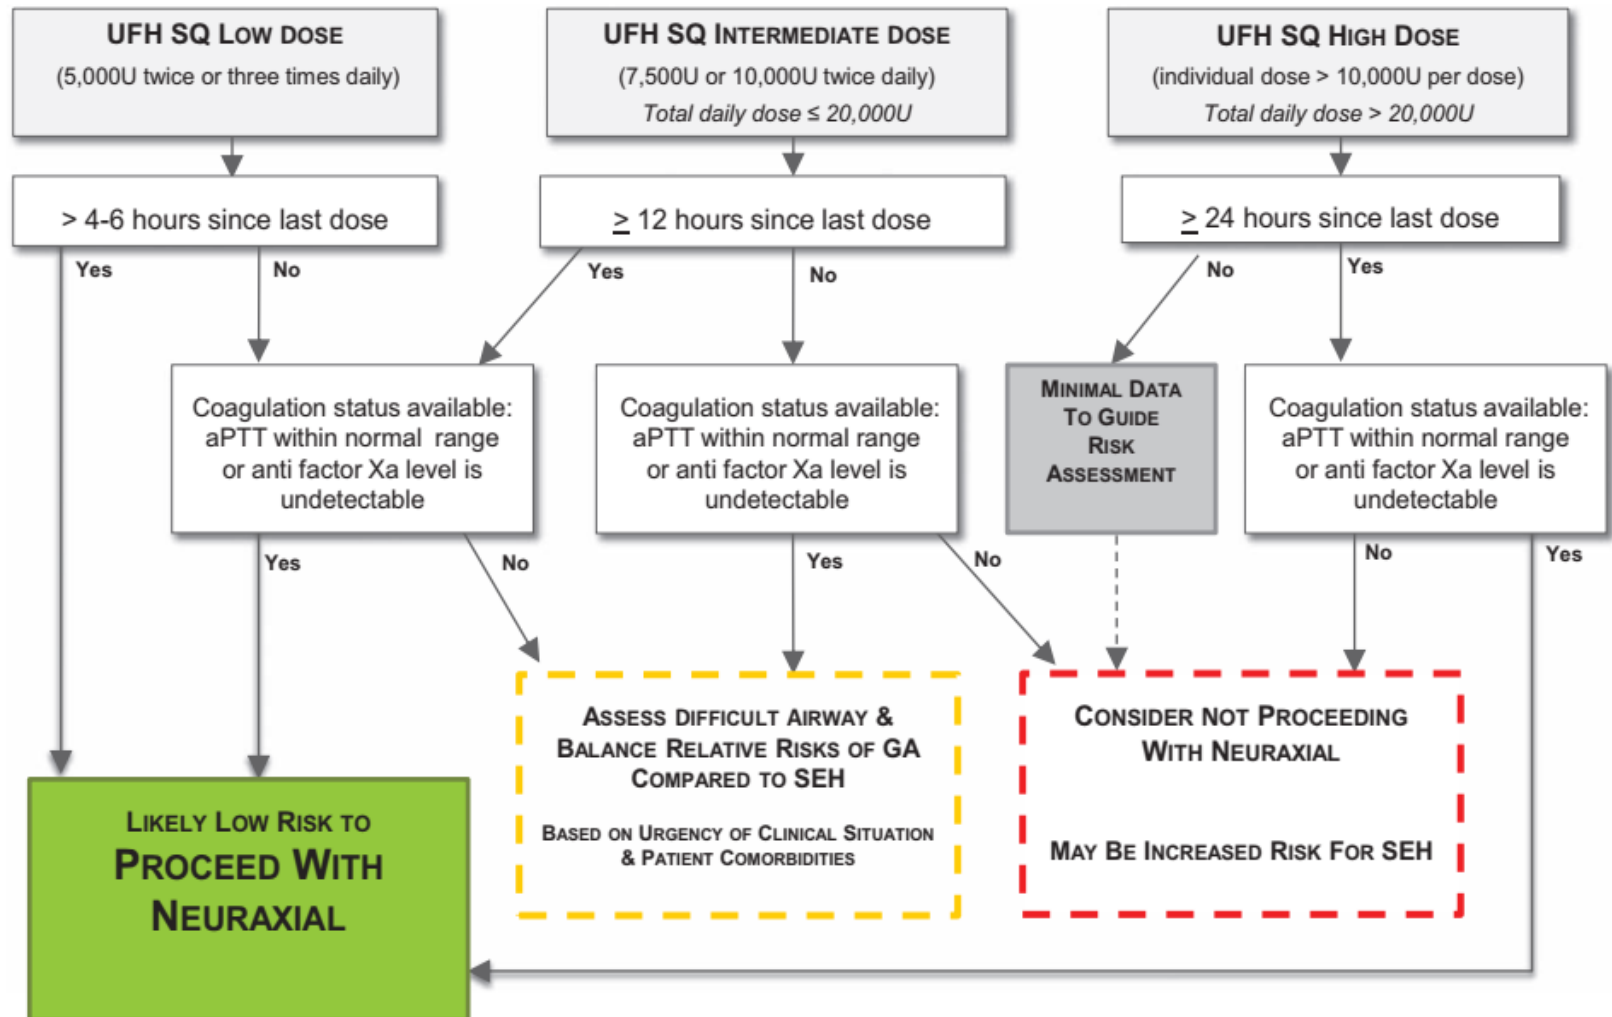 UFH SQ LOW DOSE
(5,000U twice or three times daily)
UFH SQ INTERMEDIATE DOSE
(7,500U or 10,000U twice daily)
Total daily dose ≤ 20,000U
UFH SQ HIGH DOSE
(individual dose > 10,000U per dose)
Total daily dose > 20,000U
> 4-6 hours since last dose
≥ 12 hours since last dose
≥ 24 hours since last dose
Yes
No
Yes
No
No
Yes
Coagulation status available:
aPTT within normal range
or anti factor Xa level is
undetectable
Coagulation status available:
aPTT within normal range
or anti factor Xa level is
undetectable
MINIMAL DATA
TO GUIDE
RISK
ASSESSMENT
Coagulation status available:
aPTT within normal range
or anti factor Xa level is
undetectable
Yes
No
Yes
No
No
Yes
LIKELY LOW RISK TO
PROCEED WITH
NEURAXIAL
ASSESS DIFFICULT AIRWAY &
BALANCE RELATIVE RISKS OF GA
COMPARED TO SEH
BASED ON URGENCY OF CLINICAL SITUATION
& PATIENT COMORBIDITIES
CONSIDER NOT PROCEEDING
WITH NEURAXIAL
MAY BE INCREASED RISK FOR SEH